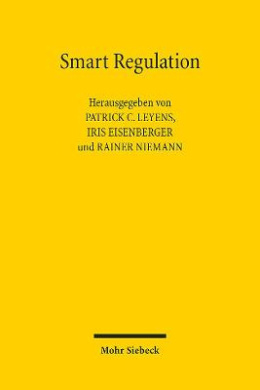 Smart Regulation
Herausgegeben von
PATRICK C. LEYENS,
IRIS EISENBERGER
und RAINER NIEMANN
Mohr Siebeck